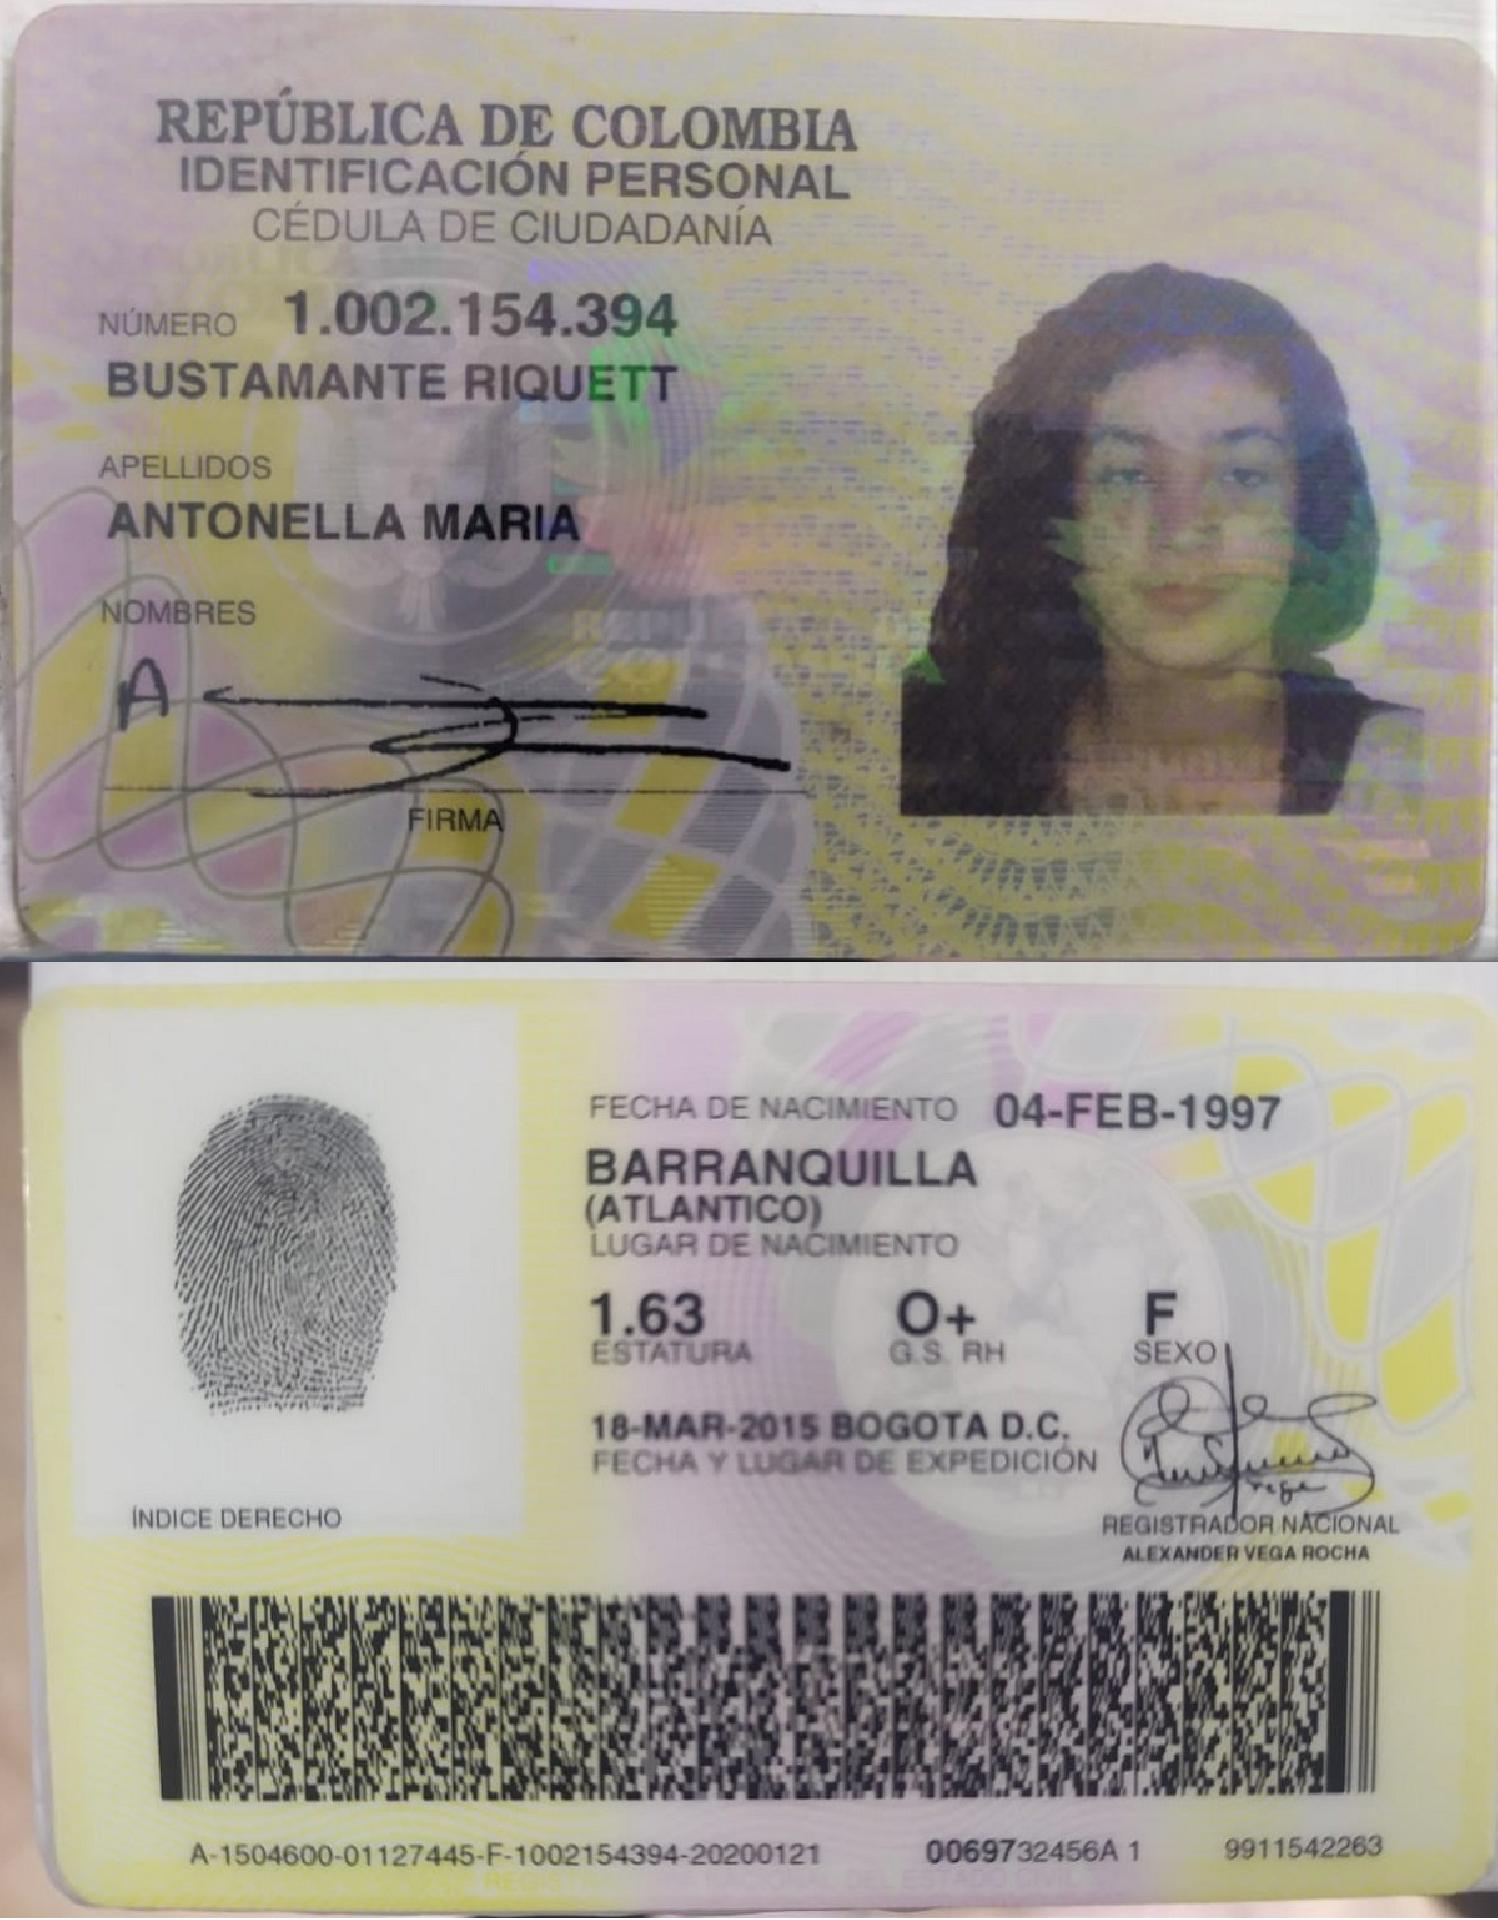 REPÚBLICA DE COLOMBIA
IDENTIFICACIÓN PERSONAL
CÉDULA DE CIUDADANÍA
NÚMERO 1.002.154.394
BUSTAMANTE RIQUETT
APELLIDOS
ANTONELLA MARIA
NOMBRES
A
FIRMA
FECHA DE NACIMIENTO 04-FEB-1997
BARRANQUILLA
(ATLANTICO)
LUGAR DE NACIMIENTO
1.63 O+ F
ESTATURA G.S. RH SEXO
18-MAR-2015 BOGOTA D.C.
FECHA Y LUGAR DE EXPEDICIÓN
ÍNDICE DERECHO
REGISTRADOR NACIONAL
ALEXANDER VEGA ROCHA
A-1504600-01127445-F-1002154394-20200121 0069732456A 1 9911542263